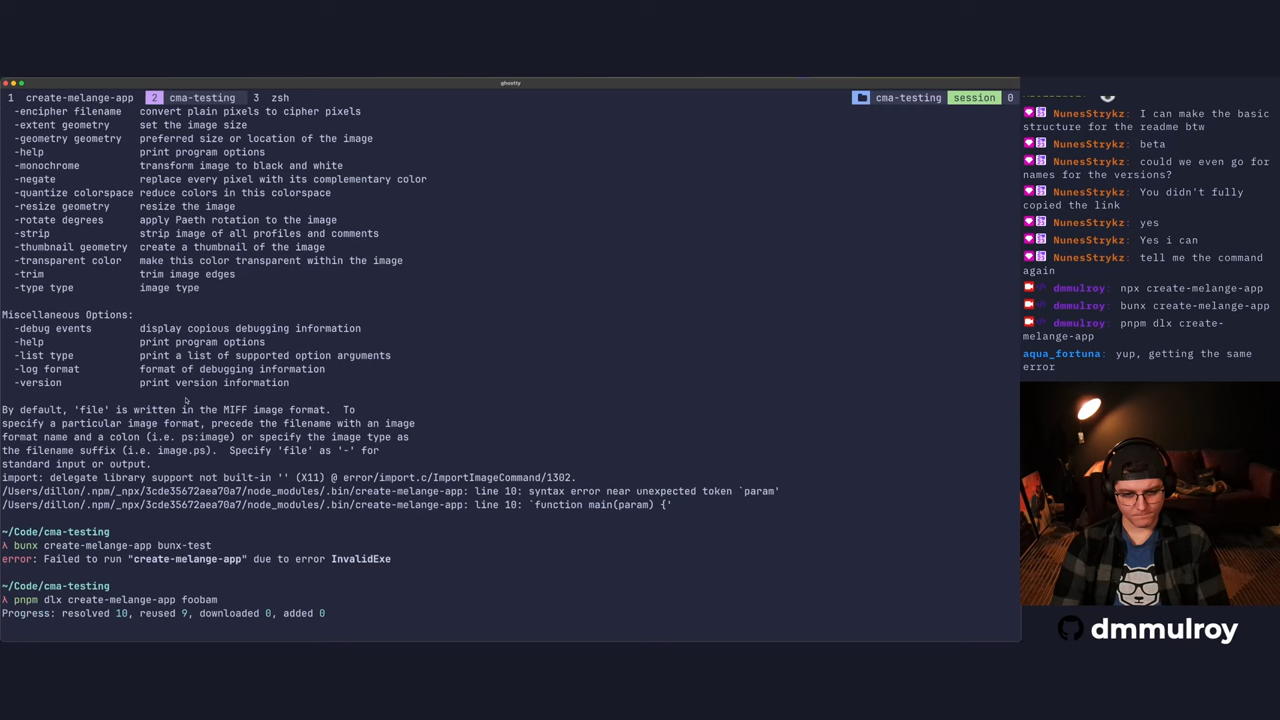 ghostty
1 create-melange-app 2 cma-testing 3 zsh cma-testing session 0
-encipher filename convert plain pixels to cipher pixels
-extent geometry set the image size
-geometry geometry preferred size or location of the image
-help print program options
-monochrome transform image to black and white
-negate replace every pixel with its complementary color
-quantize colorspace reduce colors in this colorspace
-resize geometry resize the image
-rotate degrees apply Paeth rotation to the image
-strip strip image of all profiles and comments
-thumbnail geometry create a thumbnail of the image
-transparent color make this color transparent within the image
-trim trim image edges
-type type image type
Miscellaneous Options:
-debug events display copious debugging information
-help print program options
-list type print a list of supported option arguments
-log format format of debugging information
-version print version information
By default, 'file' is written in the MIFF image format. To
specify a particular image format, precede the filename with an image
format name and a colon (i.e. ps:image) or specify the image type as
the filename suffix (i.e. image.ps). Specify 'file' as '-' for
standard input or output.
import: delegate library support not built-in '' (X11) @ error/import.c/ImportImageCommand/1302.
/Users/dillon/.npm/_npx/3cde35672aea70a7/node_modules/.bin/create-melange-app: line 10: syntax error near unexpected token `param'
/Users/dillon/.npm/_npx/3cde35672aea70a7/node_modules/.bin/create-melange-app: line 10: `function main(param) {'
~/Code/cma-testing
λ bunx create-melange-app bunx-test
error: Failed to run "create-melange-app" due to error InvalidExe
~/Code/cma-testing
λ pnpm dlx create-melange-app foobam
Progress: resolved 10, reused 9, downloaded 0, added 0
NunesStrykz: I can make the basic
structure for the readme btw
NunesStrykz: beta
NunesStrykz: could we even go for
names for the versions?
NunesStrykz: You didn't fully
copied the link
NunesStrykz: yes
NunesStrykz: Yes i can
NunesStrykz: tell me the command
again
dmmulroy: npx create-melange-app
dmmulroy: bunx create-melange-app
dmmulroy: pnpm dlx create-
melange-app
aqua_fortuna: yup, getting the same
error
dmmulroy